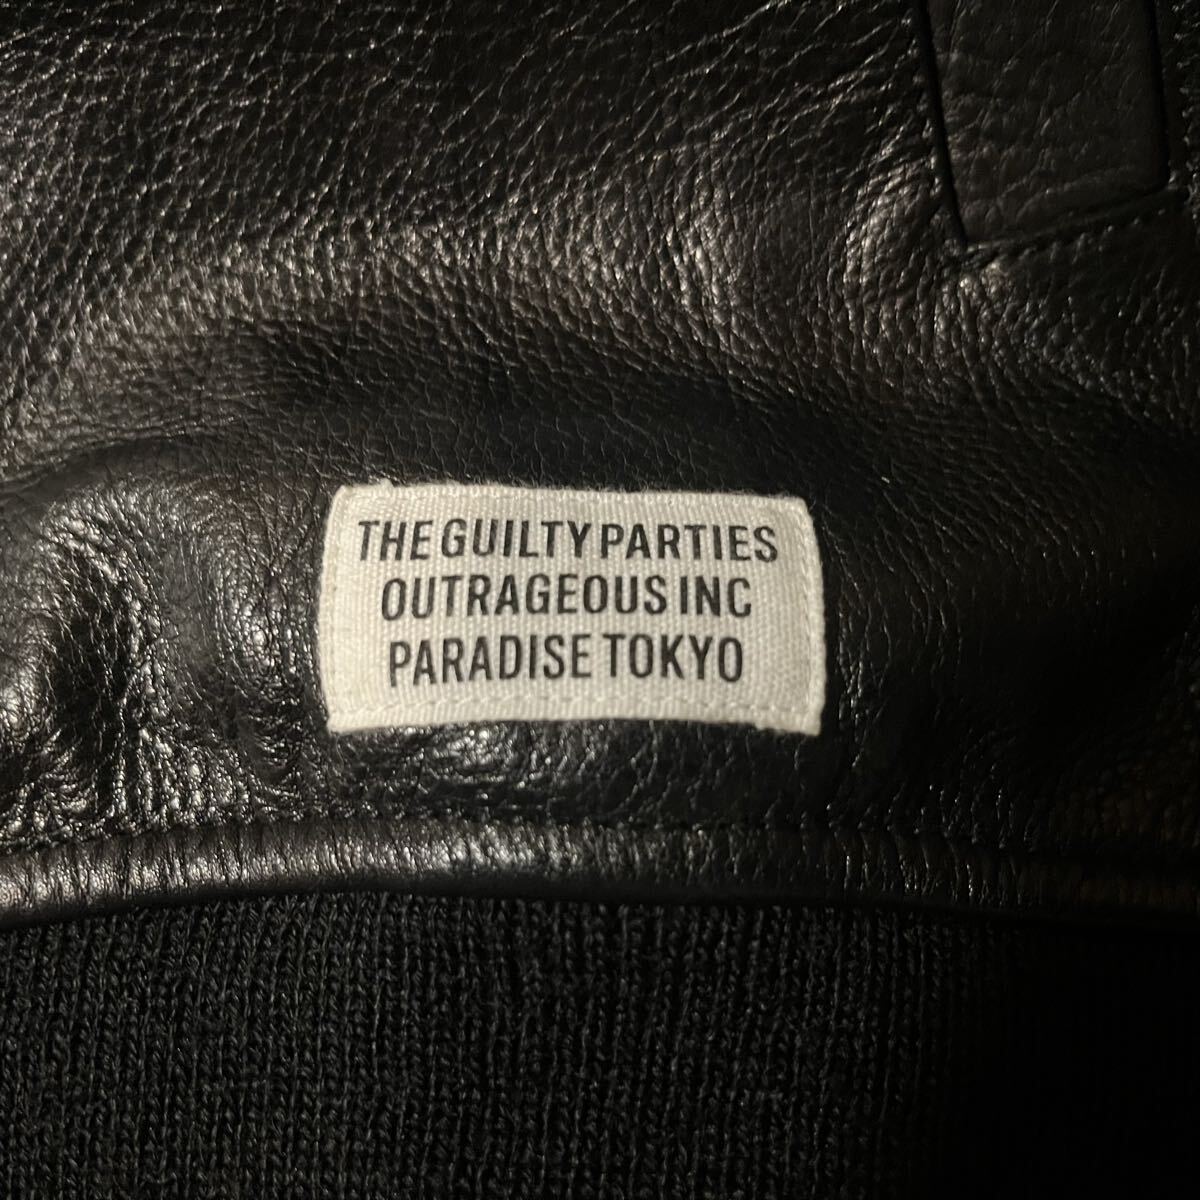 THE GUILTY PARTIES
OUTRAGEOUS INC
PARADISE TOKYO